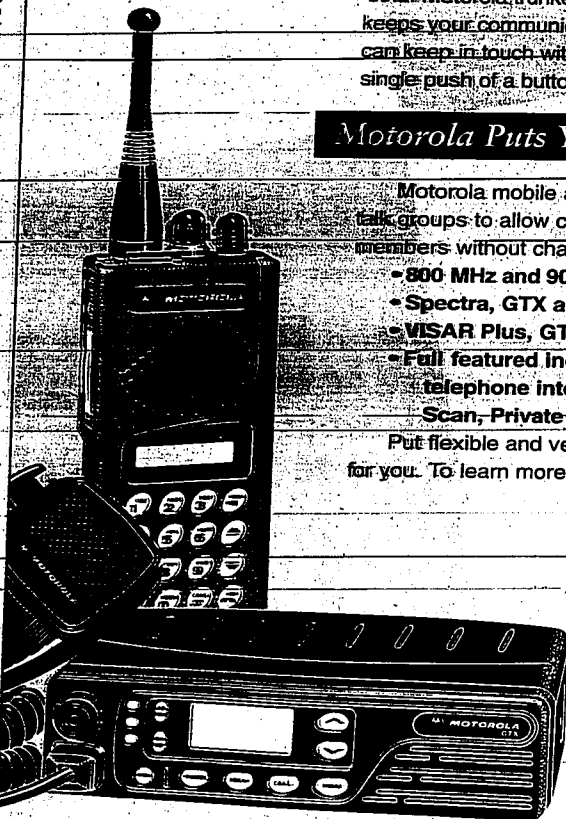 keeps your communi
can keep in touch wit
single push of a butto
Motorola Puts Y
Motorola mobile a
talk groups to allow c
members without cha
•800 MHz and 90
•Spectra, GTX a
•VISAR Plus, GT
•Full featured in
telephone int
Scan, Private
Put flexible and ve
for you. To learn more
MOTOROLA
MOTOROLA
MOTOROLA
GTX